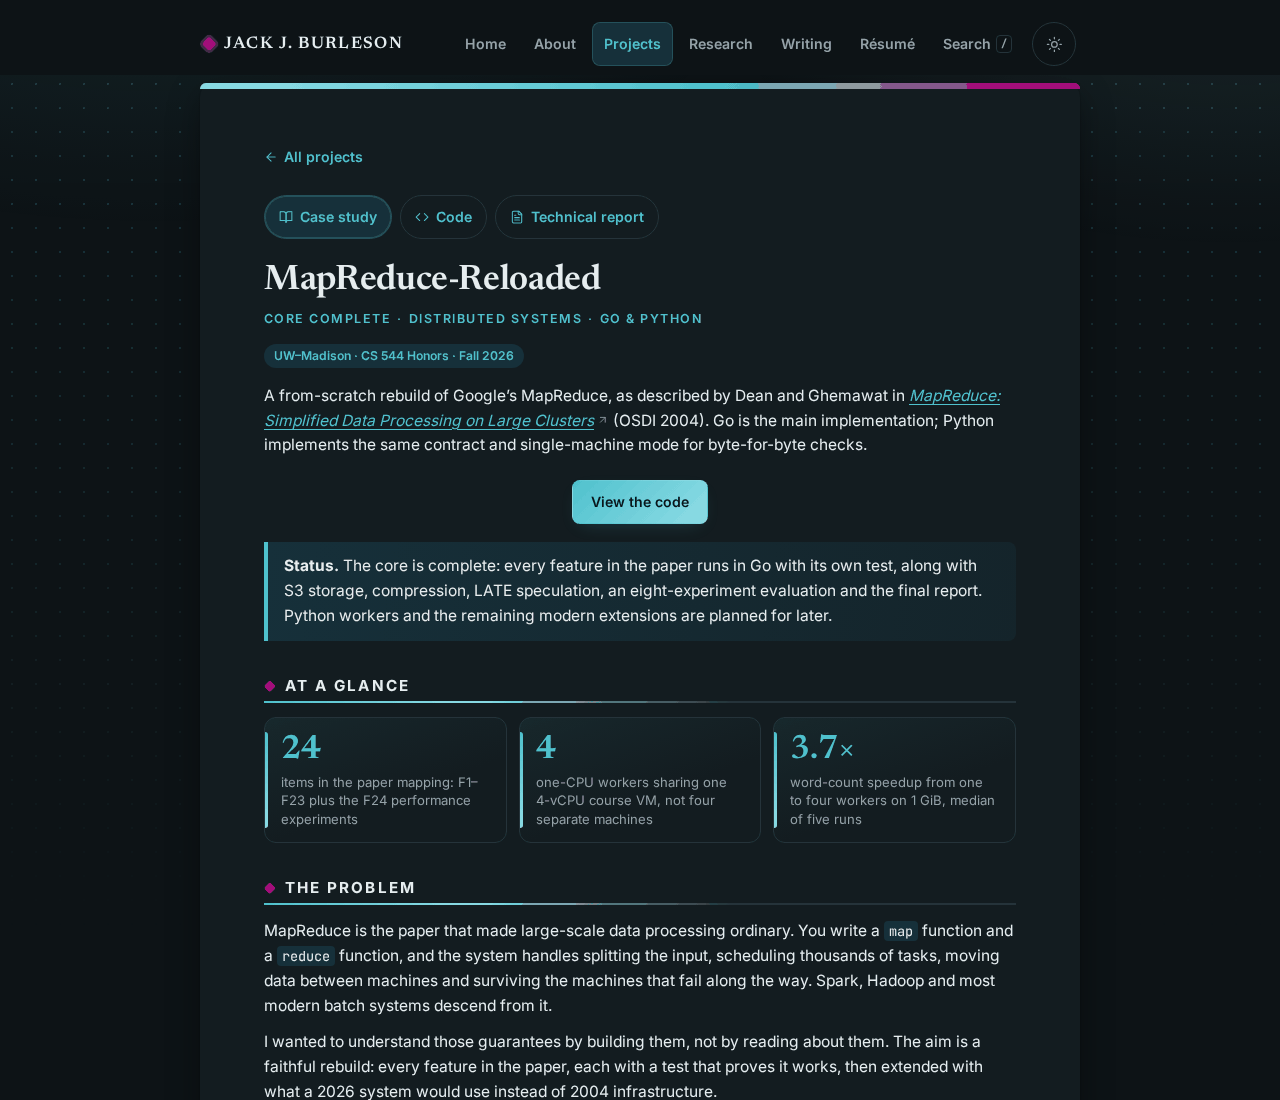 JACK J. BURLESON
Home About Projects Research Writing Résumé Search /
← All projects
Case study Code Technical report
MapReduce-Reloaded
CORE COMPLETE · DISTRIBUTED SYSTEMS · GO & PYTHON
UW–Madison · CS 544 Honors · Fall 2026
A from-scratch rebuild of Google’s MapReduce, as described by Dean and Ghemawat in MapReduce:
Simplified Data Processing on Large Clusters ↗ (OSDI 2004). Go is the main implementation; Python
implements the same contract and single-machine mode for byte-for-byte checks.
View the code
Status. The core is complete: every feature in the paper runs in Go with its own test, along with
S3 storage, compression, LATE speculation, an eight-experiment evaluation and the final report.
Python workers and the remaining modern extensions are planned for later.
AT A GLANCE
24
items in the paper mapping: F1–
F23 plus the F24 performance
experiments
4
one-CPU workers sharing one
4-vCPU course VM, not four
separate machines
3.7×
word-count speedup from one
to four workers on 1 GiB, median
of five runs
THE PROBLEM
MapReduce is the paper that made large-scale data processing ordinary. You write a map function and
a reduce function, and the system handles splitting the input, scheduling thousands of tasks, moving
data between machines and surviving the machines that fail along the way. Spark, Hadoop and most
modern batch systems descend from it.
I wanted to understand those guarantees by building them, not by reading about them. The aim is a
faithful rebuild: every feature in the paper, each with a test that proves it works, then extended with
what a 2026 system would use instead of 2004 infrastructure.